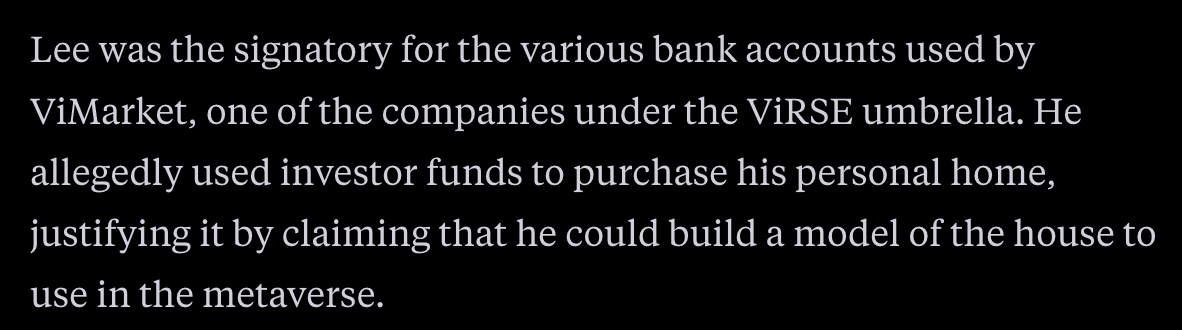 Lee was the signatory for the various bank accounts used by
ViMarket, one of the companies under the ViRSE umbrella. He
allegedly used investor funds to purchase his personal home,
justifying it by claiming that he could build a model of the house to
use in the metaverse.